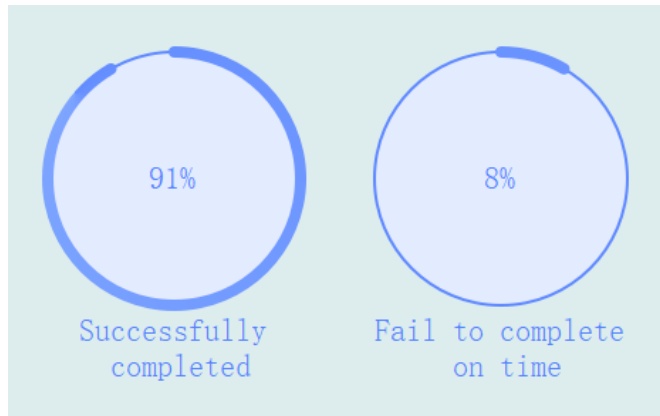 91%
8%
Successfully
completed
Fail to complete
on time